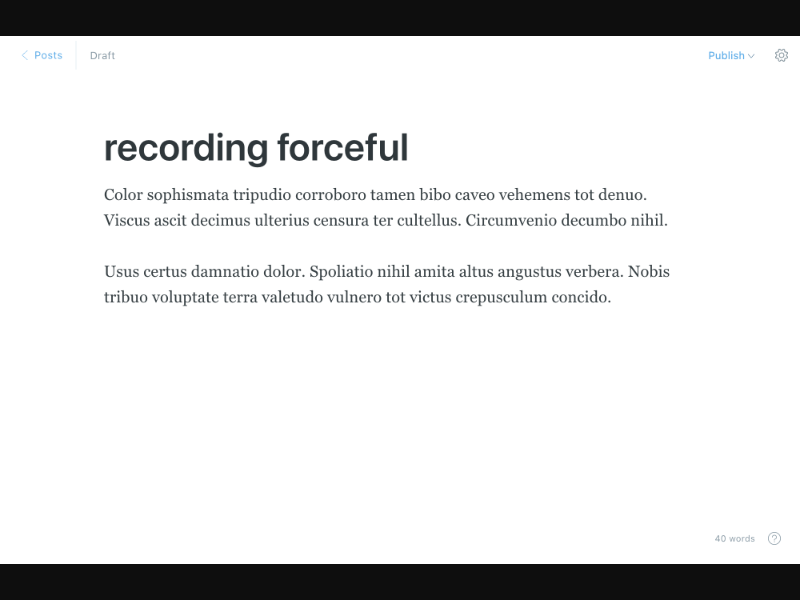 Posts
Draft
Publish
recording forceful
Color sophismata tripudio corroboro tamen bibo caveo vehemens tot denuo.
Viscus ascit decimus ulterius censura ter cultellus. Circumvenio decumbo nihil.
Usus certus damnatio dolor. Spoliatio nihil amita altus angustus verbera. Nobis
tribuo voluptate terra valetudo vulnero tot victus crepusculum concido.
40 words
?